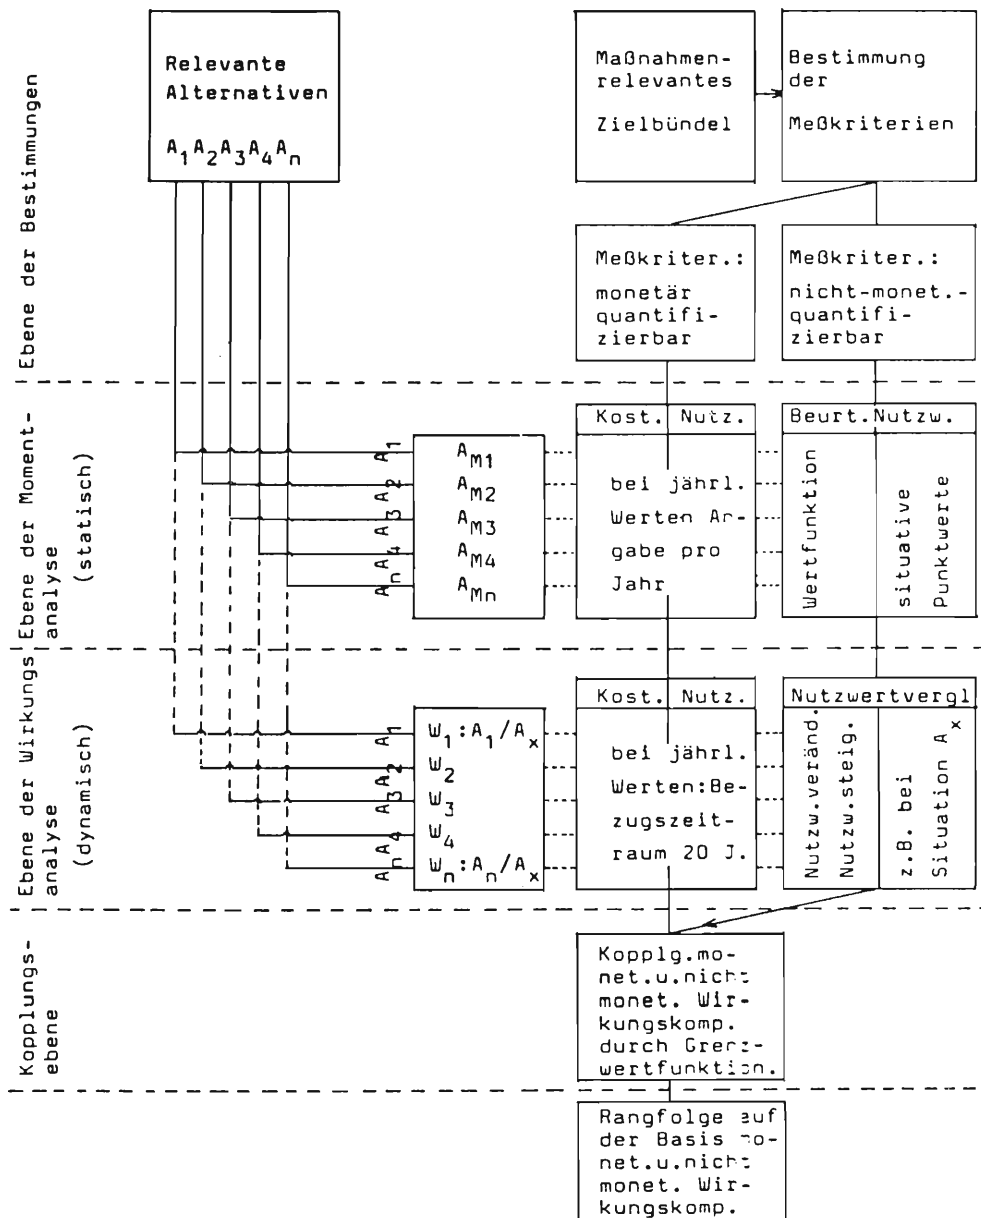 Ebene der Bestimmungen
Relevante
Alternativen
A1 A2 A3 A4 An
Maßnahmen-
relevantes
Zielbündel
Bestimmung
der
Meßkriterien
Meßkriter.:
monetär
quantifi-
zierbar
Meßkriter.:
nicht-monet.-
quantifi-
zierbar
Ebene der Moment-
analyse
(statisch)
A1
A2
A3
A4
An
AM1
AM2
AM3
AM4
AMn
Kost. Nutz.
bei jährl.
Werten An-
gabe pro
Jahr
Beurt.Nutzw.
Wertfunktion
situative
Punktwerte
Ebene der Wirkungs
analyse
(dynamisch)
A1
A2
A3
A4
An
W1:A1/Ax
W2
W3
W4
Wn:An/Ax
Kost. Nutz.
bei jährl.
Werten:Be-
zugszeit-
raum 20 J.
Nutzwertvergl
Nutzw.veränd.
Nutzw.steig.
z.B. bei
Situation Ax
Kopplungs-
ebene
Kopplg.mo-
net.u.nicht
monet. Wir-
kungskomp.
durch Grenz-
wertfunktion.
Rangfolge auf
der Basis mo-
net.u.nicht
monet. Wir-
kungskomp.